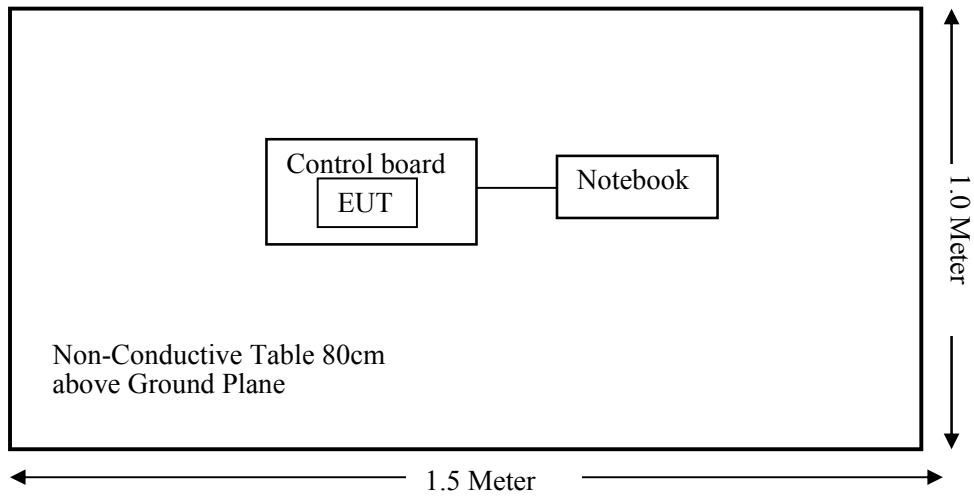 Control board
EUT
Notebook
1.0 Meter
Non-Conductive Table 80cm
above Ground Plane
1.5 Meter